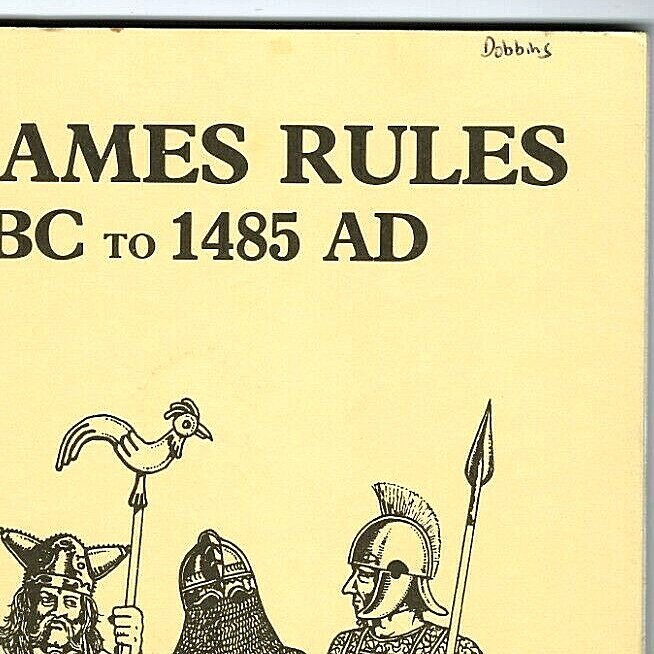 Dobbins
AMES RULES
BC TO 1485 AD